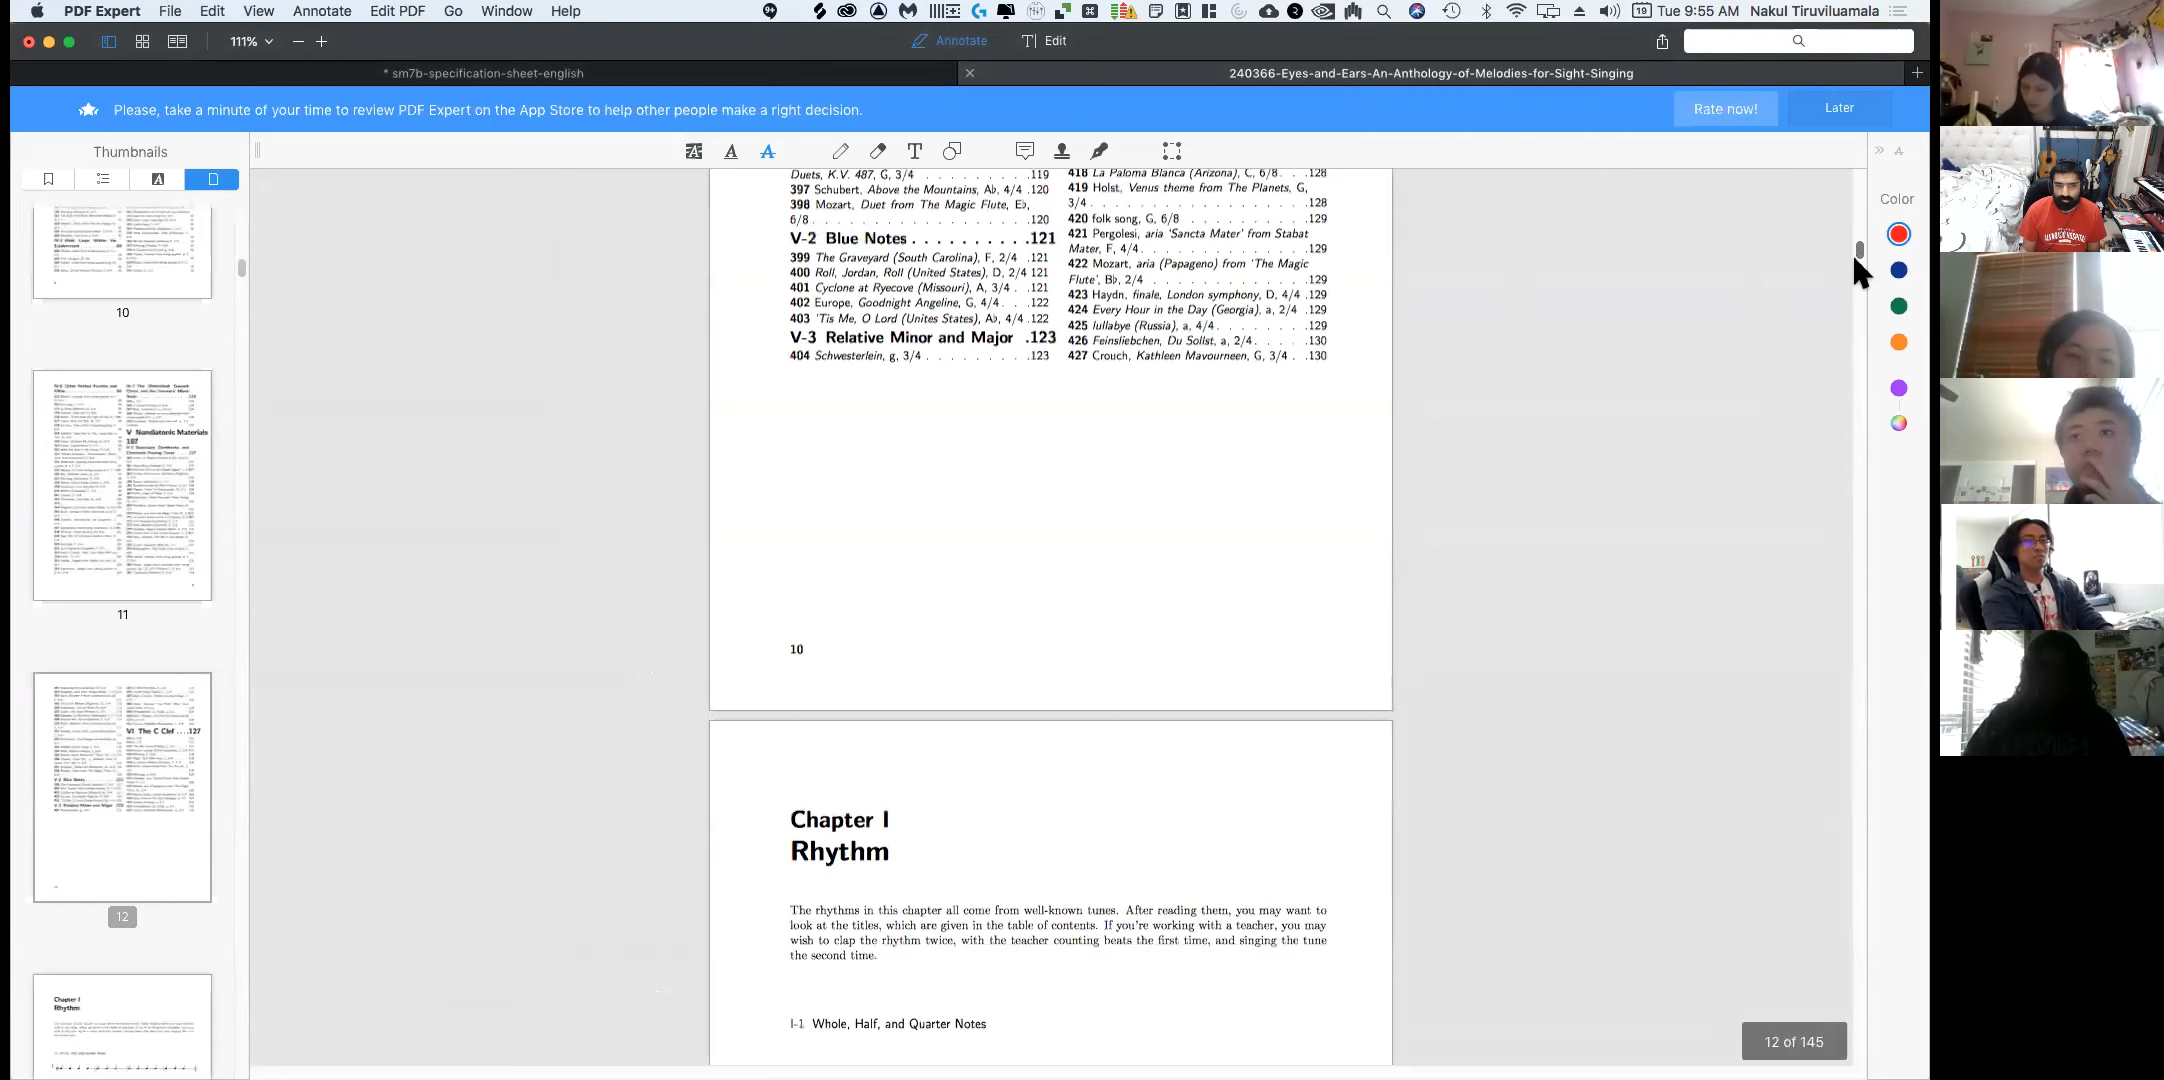 PDF Expert File Edit View Annotate Edit PDF Go Window Help
9+
19 Tue 9:55 AM Nakul Tiruviluamala
111%
Annotate
Edit
* sm7b-specification-sheet-english
240366-Eyes-and-Ears-An-Anthology-of-Melodies-for-Sight-Singing
Please, take a minute of your time to review PDF Expert on the App Store to help other people make a right decision.
Rate now!
Later
Thumbnails
10
V Nondiatonic Materials
107
11
VI The C Clef ....127
12
Chapter I
Rhythm
Duets, K.V. 487, G, 3/4 . . . . . . . . .119
397 Schubert, Above the Mountains, A♭, 4/4 .120
398 Mozart, Duet from The Magic Flute, E♭,
6/8 . . . . . . . . . . . . . . . .120
V-2 Blue Notes . . . . . . . . . .121
399 The Graveyard (South Carolina), F, 2/4 .121
400 Roll, Jordan, Roll (United States), D, 2/4 121
401 Cyclone at Ryecove (Missouri), A, 3/4 . .121
402 Europe, Goodnight Angeline, G, 4/4 . . .122
403 'Tis Me, O Lord (Unites States), A♭, 4/4 .122
V-3 Relative Minor and Major .123
404 Schwesterlein, g, 3/4 . . . . . . . . .123
418 La Paloma Blanca (Arizona), C, 6/8. . .128
419 Holst, Venus theme from The Planets, G,
3/4 . . . . . . . . . . . . . . . .128
420 folk song, G, 6/8 . . . . . . . . . .129
421 Pergolesi, aria 'Sancta Mater' from Stabat
Mater, F, 4/4 . . . . . . . . . . . .129
422 Mozart, aria (Papageno) from 'The Magic
Flute', B♭, 2/4 . . . . . . . . . . .129
423 Haydn, finale, London symphony, D, 4/4 .129
424 Every Hour in the Day (Georgia), a, 2/4 .129
425 lullabye (Russia), a, 4/4 . . . . . . . .129
426 Feinsliebchen, Du Sollst, a, 2/4 . . . . .130
427 Crouch, Kathleen Mavourneen, G, 3/4 . .130
10
Chapter I
Rhythm
The rhythms in this chapter all come from well-known tunes. After reading them, you may want to
look at the titles, which are given in the table of contents. If you're working with a teacher, you may
wish to clap the rhythm twice, with the teacher counting beats the first time, and singing the tune
the second time.
I-1 Whole, Half, and Quarter Notes
12 of 145
Color